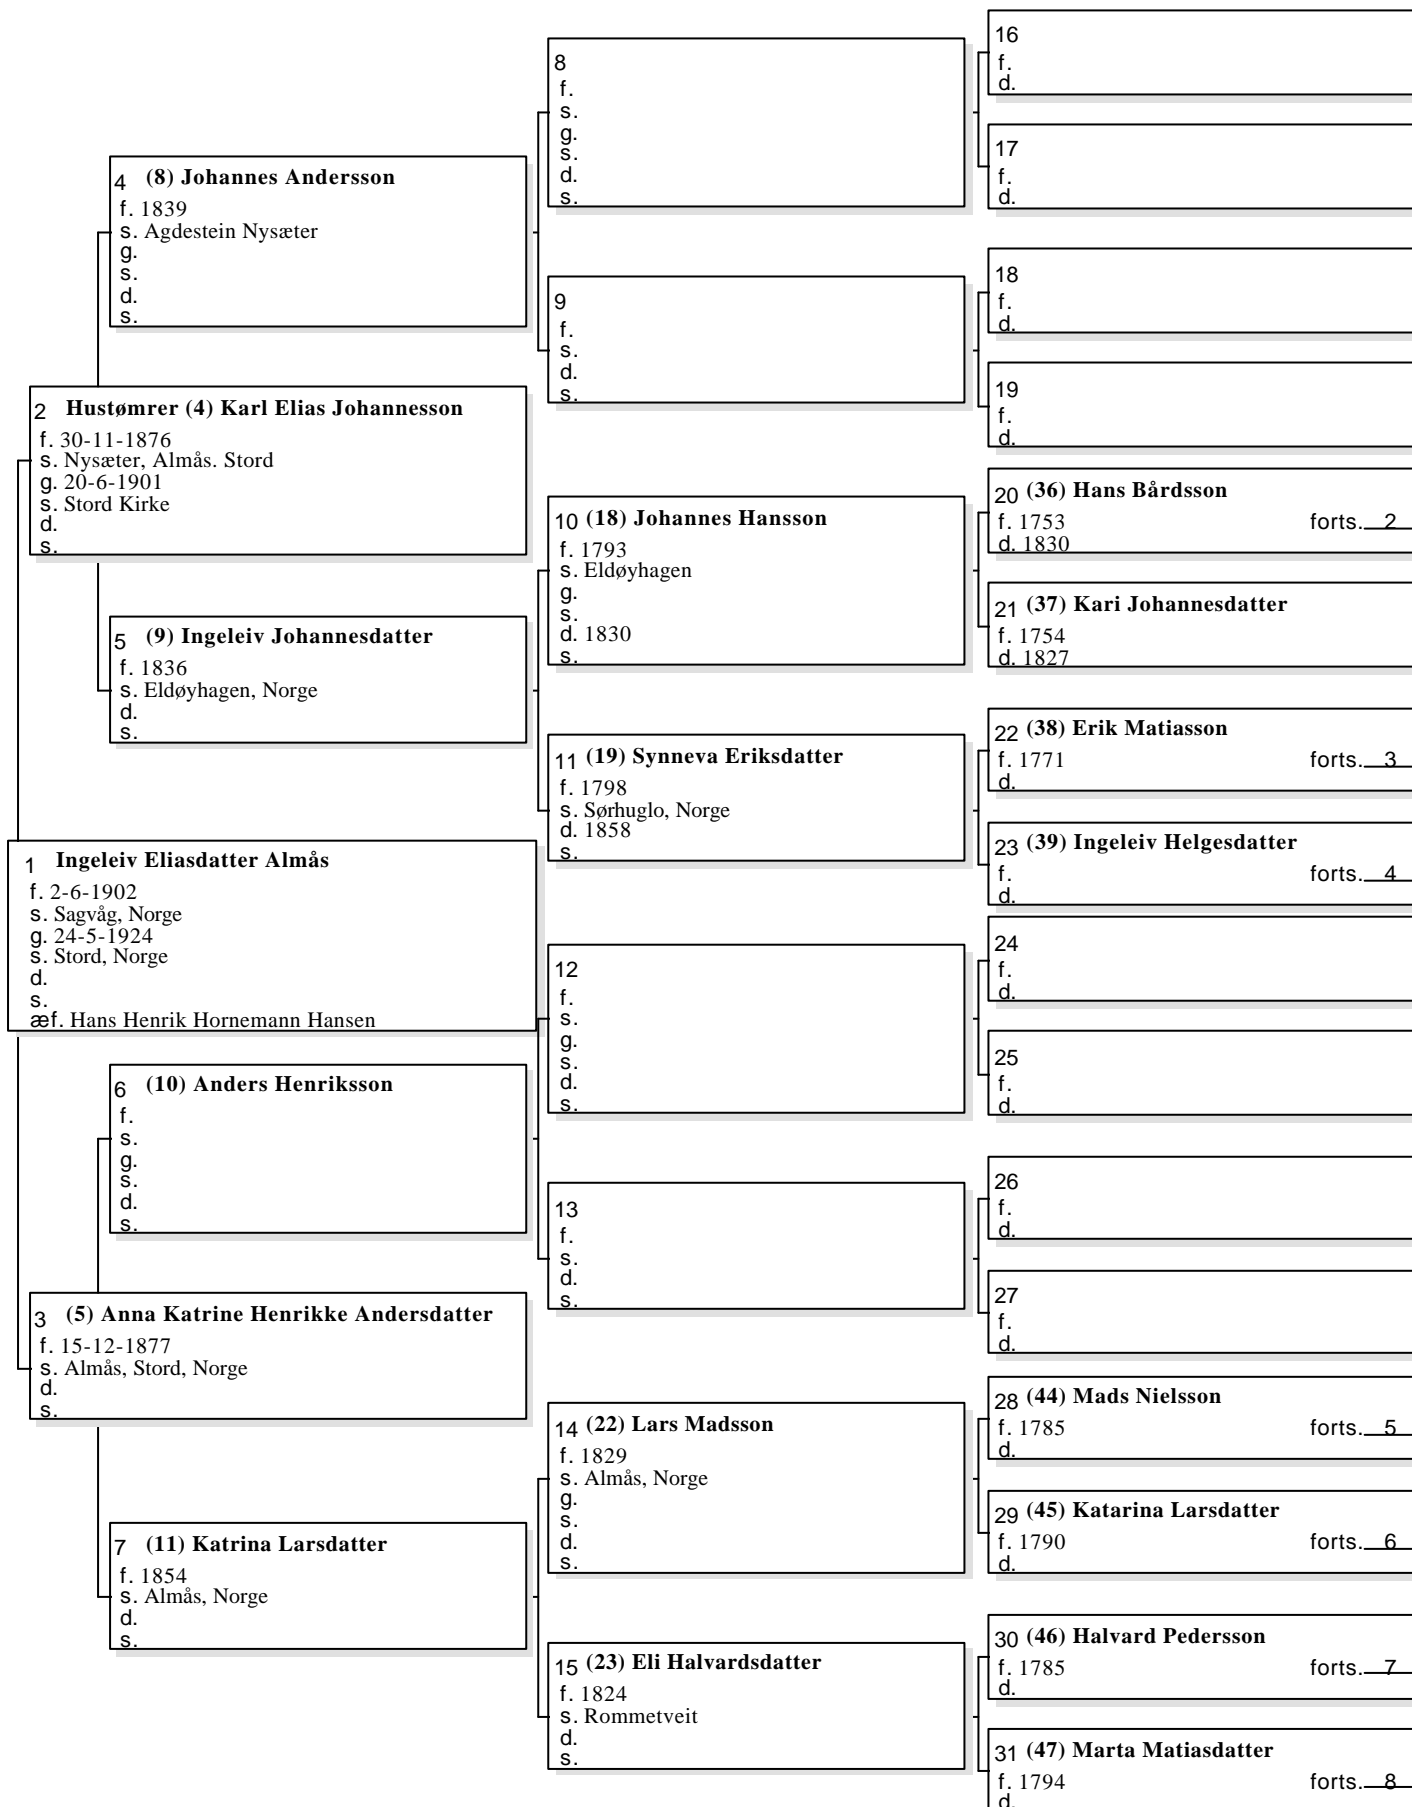 16
f.
d.
8
f.
s.
g.
s.
d.
s.
17
f.
d.
4 (8) Johannes Andersson
f. 1839
s. Agdestein Nysæter
g.
s.
d.
s.
18
f.
d.
9
f.
s.
d.
s.
19
f.
d.
2 Hustømrer (4) Karl Elias Johannesson
f. 30-11-1876
s. Nysæter, Almås. Stord
g. 20-6-1901
s. Stord Kirke
d.
s.
20 (36) Hans Bårdsson
f. 1753 forts. 2
d. 1830
10 (18) Johannes Hansson
f. 1793
s. Eldøyhagen
g.
s.
d. 1830
s.
21 (37) Kari Johannesdatter
f. 1754
d. 1827
5 (9) Ingeleiv Johannesdatter
f. 1836
s. Eldøyhagen, Norge
d.
s.
22 (38) Erik Matiasson
f. 1771 forts. 3
d.
11 (19) Synneva Eriksdatter
f. 1798
s. Sørhuglo, Norge
d. 1858
s.
23 (39) Ingeleiv Helgesdatter
f. forts. 4
d.
1 Ingeleiv Eliasdatter Almås
f. 2-6-1902
s. Sagvåg, Norge
g. 24-5-1924
s. Stord, Norge
d.
s.
æf. Hans Henrik Hornemann Hansen
24
f.
d.
12
f.
s.
g.
s.
d.
s.
25
f.
d.
6 (10) Anders Henriksson
f.
s.
g.
s.
d.
s.
26
f.
d.
13
f.
s.
d.
s.
27
f.
d.
3 (5) Anna Katrine Henrikke Andersdatter
f. 15-12-1877
s. Almås, Stord, Norge
d.
s.
28 (44) Mads Nielsson
f. 1785 forts. 5
d.
14 (22) Lars Madsson
f. 1829
s. Almås, Norge
g.
s.
d.
s.
29 (45) Katarina Larsdatter
f. 1790 forts. 6
d.
7 (11) Katrina Larsdatter
f. 1854
s. Almås, Norge
d.
s.
30 (46) Halvard Pedersson
f. 1785 forts. 7
d.
15 (23) Eli Halvardsdatter
f. 1824
s. Rommetveit
d.
s.
31 (47) Marta Matiasdatter
f. 1794 forts. 8
d.